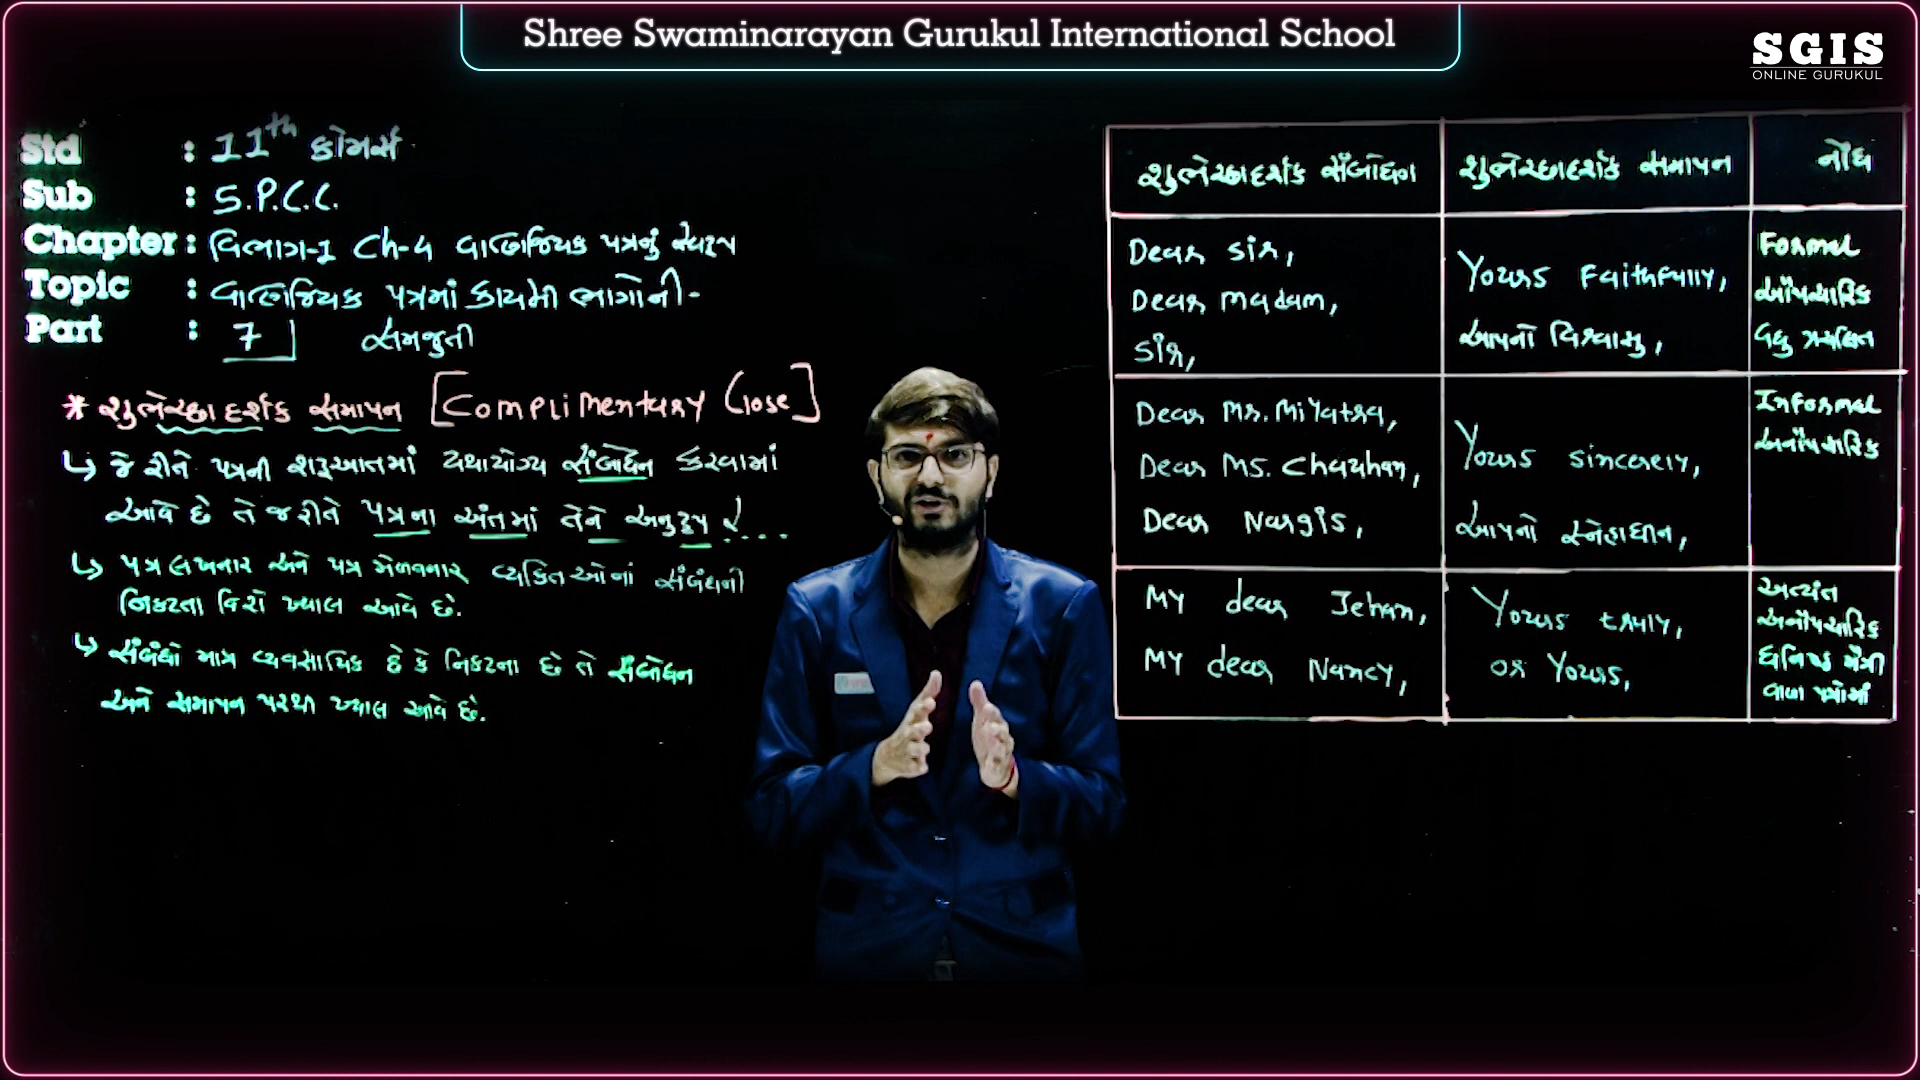 Shree Swaminarayan Gurukul International School
SGIS
ONLINE GURUKUL
Std : 11th કોમર્સ
Sub : S.P.C.C.
Chapter : વિભાગ-1 Ch-4 વાણિજ્યિક પત્રનું સ્વરૂપ
Topic : વાણિજ્યિક પત્રમાં કાયમી ભાગોની-
Part : 7 સમજુતી
* શુભેચ્છાદર્શક સમાપન [Complimentary Close]
↳ જે રીતે પત્રની શરૂઆતમાં યથાયોગ્ય સંબોધન કરવામાં
આવે છે તે જ રીતે પત્રના અંતમાં તેને અનુરૂપ ....
↳ પત્ર લખનાર અને પત્ર મેળવનાર વ્યકિતઓનાં સંબંધની
નિકટતા વિશે ખ્યાલ આવે છે.
↳ સંબંધો માત્ર વ્યવસાયિક છે કે નિકટના છે તે સંબોધન
અને સમાપન પરથી ખ્યાલ આવે છે.
શુભેચ્છાદર્શક સંબોધન શુભેચ્છાદર્શક સમાપન નોંધ
Dear sir,
Dear madam,
sir,
Yours faithfully,
આપનો વિશ્વાસુ,
Formal
ઔપચારિક
વધુ પ્રચલિત
Dear Mr. Miyatra,
Dear Ms. Chauhan,
Dear Nargis,
Yours sincerely,
આપનો સ્નેહાધીન,
Informal
અનૌપચારિક
My dear Jehan,
My dear Nancy,
Yours truly,
or Yours,
અત્યંત
અનૌપચારિક
ઘનિષ્ઠ મૈત્રી
વાળા પત્રોમાં